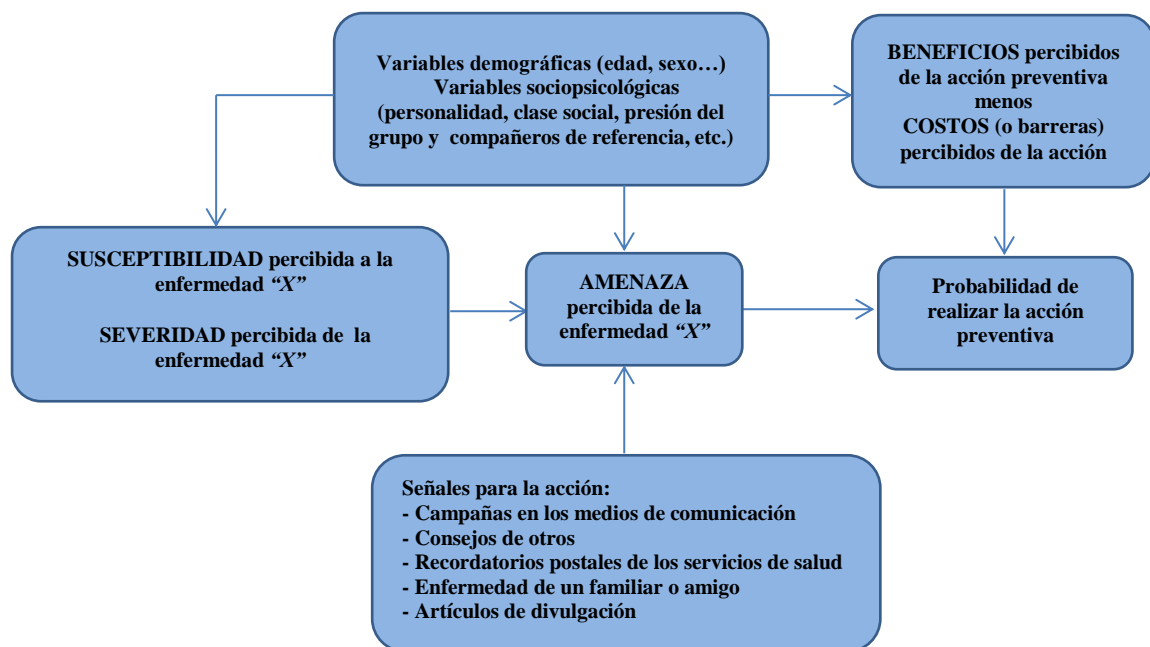 Variables demográficas (edad, sexo…)
Variables sociopsicológicas
(personalidad, clase social, presión del
grupo y compañeros de referencia, etc.)
BENEFICIOS percibidos
de la acción preventiva
menos
COSTOS (o barreras)
percibidos de la acción
SUSCEPTIBILIDAD percibida a la
enfermedad “X”
SEVERIDAD percibida de la
enfermedad “X”
AMENAZA
percibida de la
enfermedad “X”
Probabilidad de
realizar la acción
preventiva
Señales para la acción:
- Campañas en los medios de comunicación
- Consejos de otros
- Recordatorios postales de los servicios de salud
- Enfermedad de un familiar o amigo
- Artículos de divulgación